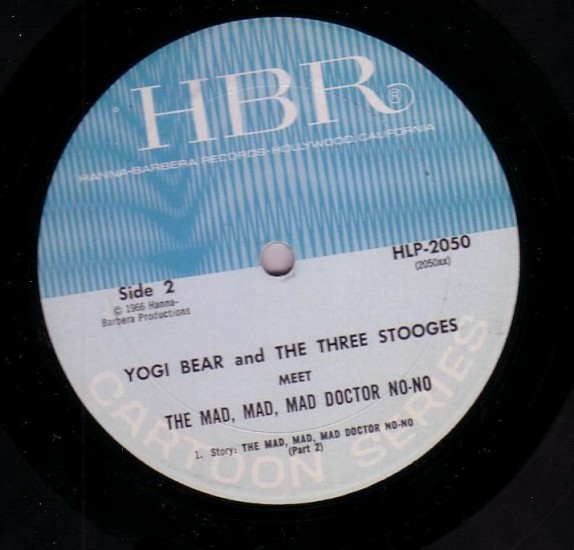 HBR®
HANNA-BARBERA RECORDS·HOLLYWOOD, CALIFORNIA
HLP-2050
(2050xx)
Side 2
© 1966 Hanna-
Barbera Productions
YOGI BEAR and THE THREE STOOGES
MEET
THE MAD, MAD, MAD DOCTOR NO-NO
1. Story: THE MAD, MAD, MAD DOCTOR NO-NO
(Part 2)
CARTOON SERIES